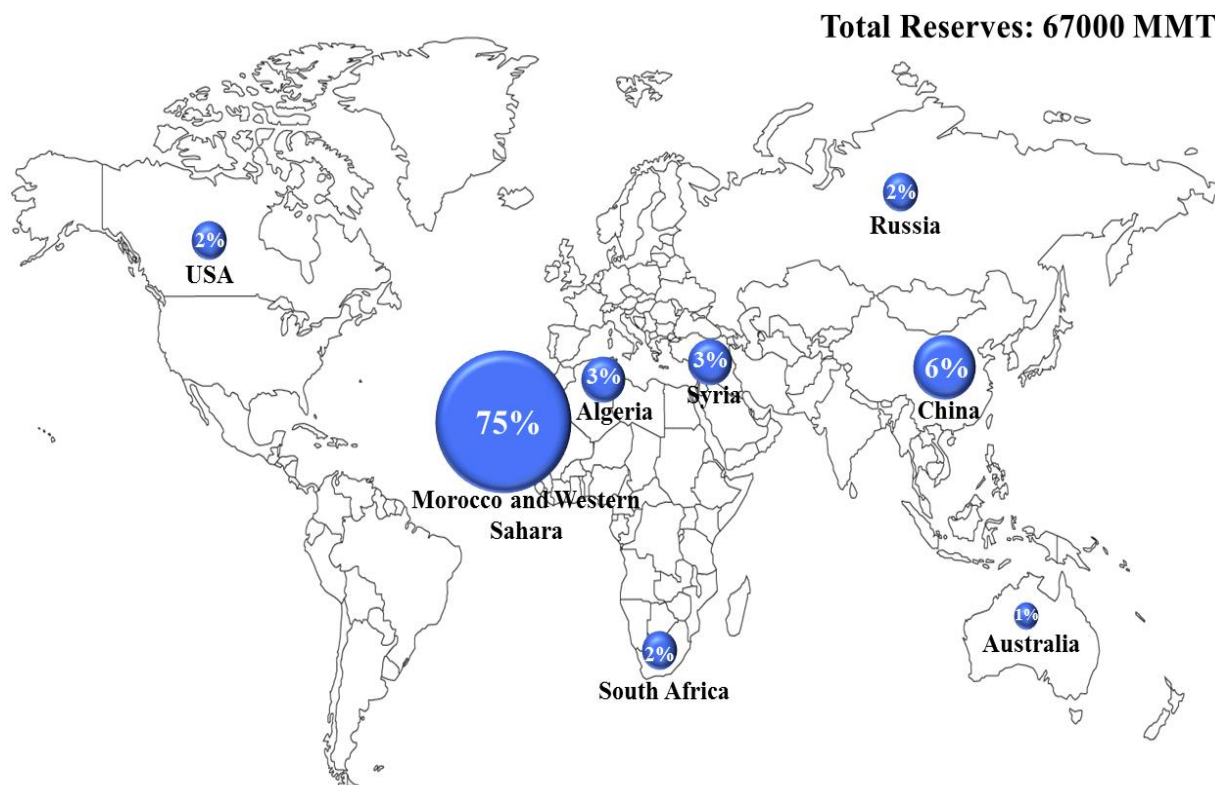 Total Reserves: 67000 MMT
2%
Russia
2%
USA
3%
Syria
6%
China
3%
Algeria
75%
Morocco and Western
Sahara
1%
Australia
2%
South Africa